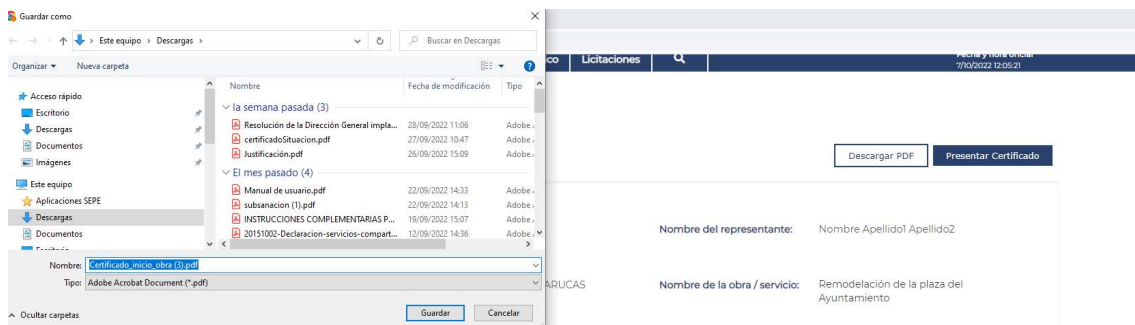 Guardar como
Este equipo > Descargas >
Buscar en Descargas
Organizar
Nueva carpeta
Nombre
Fecha de modificación
Tipo
Acceso rápido
Escritorio
Descargas
Documentos
Imágenes
Este equipo
Aplicaciones SEPE
Descargas
Documentos
la semana pasada (3)
Resolución de la Dirección General impla... 28/09/2022 11:06 Adobe
certificadoSituacion.pdf 27/09/2022 10:47 Adobe
Justificación.pdf 26/09/2022 15:09 Adobe
El mes pasado (4)
Manual de usuario.pdf 22/09/2022 14:33 Adobe
subsanacion (1).pdf 22/09/2022 14:13 Adobe
INSTRUCCIONES COMPLEMENTARIAS P... 19/09/2022 15:07 Adobe
20151002-Declaracion-servicios-compart... 12/09/2022 14:36 Adobe
Nombre: Certificado_inicio_obra (3).pdf
Tipo: Adobe Acrobat Document (*.pdf)
Ocultar carpetas
Guardar
Cancelar
ico
Licitaciones
Fecha y hora oficial
7/10/2022 12:05:21
Descargar PDF
Presentar Certificado
Nombre del representante: Nombre Apellido1 Apellido2
ARUCAS
Nombre de la obra / servicio: Remodelación de la plaza del
Ayuntamiento